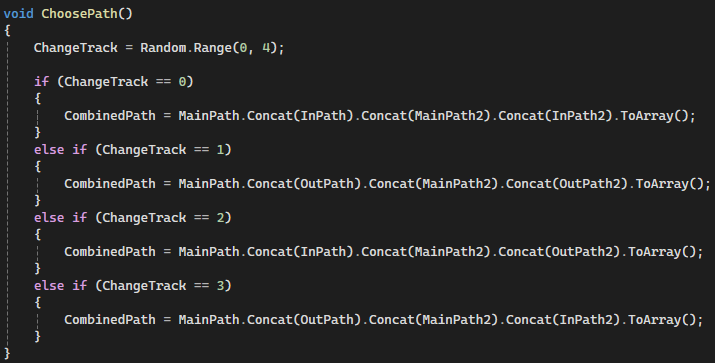 void ChoosePath()
{
ChangeTrack = Random.Range(0, 4);
if (ChangeTrack == 0)
{
CombinedPath = MainPath.Concat(InPath).Concat(MainPath2).Concat(InPath2).ToArray();
}
else if (ChangeTrack == 1)
{
CombinedPath = MainPath.Concat(OutPath).Concat(MainPath2).Concat(OutPath2).ToArray();
}
else if (ChangeTrack == 2)
{
CombinedPath = MainPath.Concat(InPath).Concat(MainPath2).Concat(OutPath2).ToArray();
}
else if (ChangeTrack == 3)
{
CombinedPath = MainPath.Concat(OutPath).Concat(MainPath2).Concat(InPath2).ToArray();
}
}